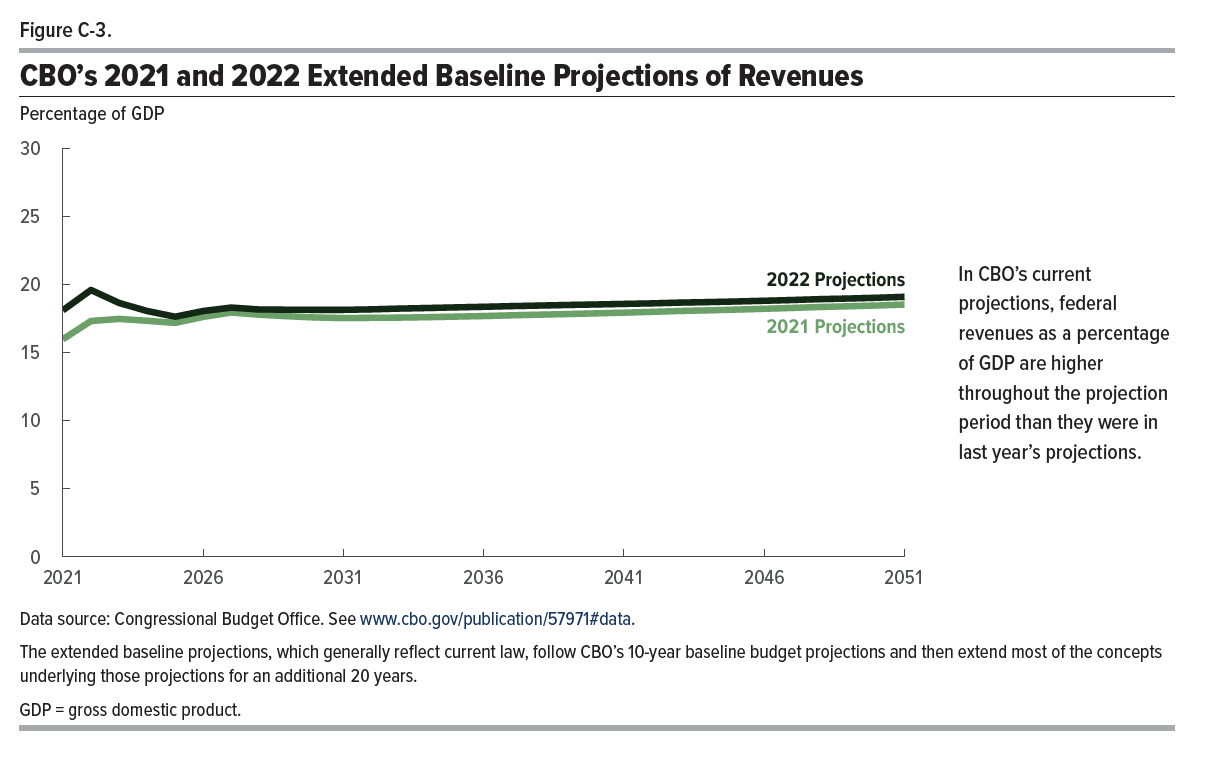 Figure C-3.
CBO’s 2021 and 2022 Extended Baseline Projections of Revenues
Percentage of GDP
30
25
20
15
10
5
0
2022 Projections
2021 Projections
2021
2026
2031
2036
2041
2046
2051
In CBO’s current
projections, federal
revenues as a percentage
of GDP are higher
throughout the projection
period than they were in
last year’s projections.
Data source: Congressional Budget Office. See www.cbo.gov/publication/57971#data.
The extended baseline projections, which generally reflect current law, follow CBO’s 10-year baseline budget projections and then extend most of the concepts
underlying those projections for an additional 20 years.
GDP = gross domestic product.